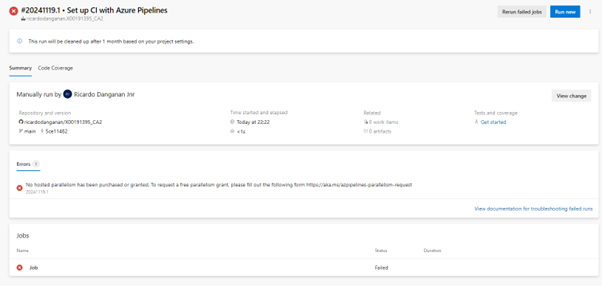 #20241119.1 • Set up CI with Azure Pipelines
ricardodanganan.X00191395_CA2
Rerun failed jobs
Run new
This run will be cleaned up after 1 month based on your project settings.
Summary
Code Coverage
Manually run by Ricardo Danganan Jnr
View change
Repository and version
Time started and elapsed
Related
Tests and coverage
ricardodanganan/X00191395_CA2
Today at 22:22
0 work items
Get started
main
5ce11462
<1s
0 artifacts
Errors 1
No hosted parallelism has been purchased or granted. To request a free parallelism grant, please fill out the following form https://aka.ms/azpipelines-parallelism-request
20241119.1
View documentation for troubleshooting failed runs
Jobs
Name
Status
Duration
Job
Failed